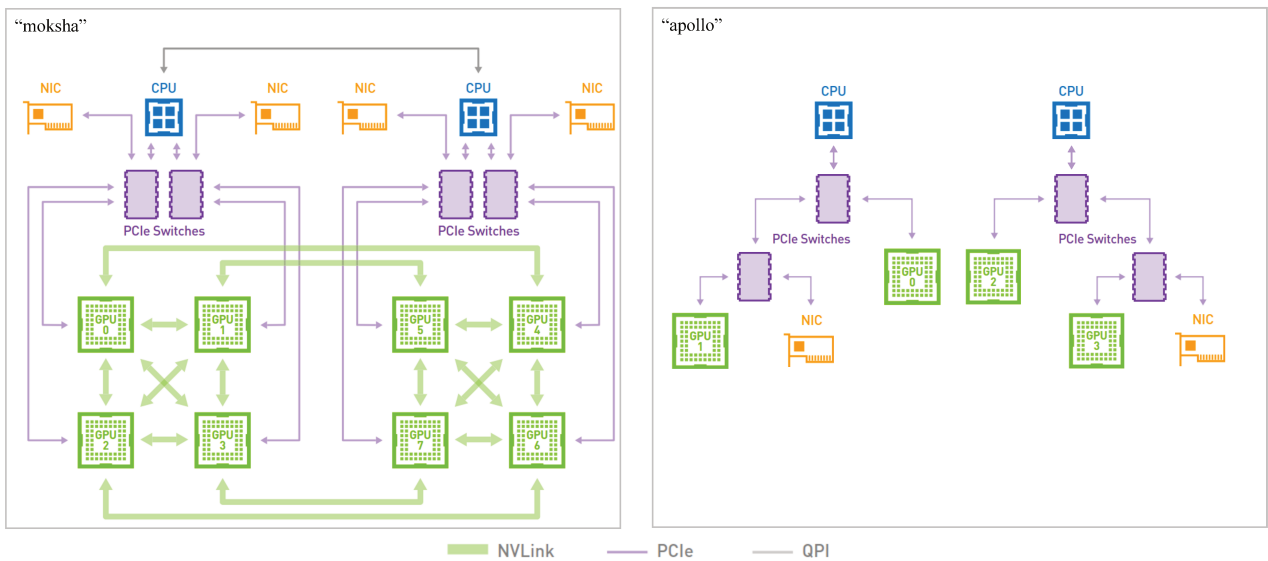 “moksha”
NIC
CPU
NIC
NIC
CPU
NIC
PCIe Switches
PCIe Switches
GPU
0
GPU
1
GPU
5
GPU
4
GPU
2
GPU
3
GPU
7
GPU
6
“apollo”
CPU
CPU
PCIe Switches
PCIe Switches
GPU
0
GPU
2
GPU
1
NIC
GPU
3
NIC
NVLink
PCIe
QPI